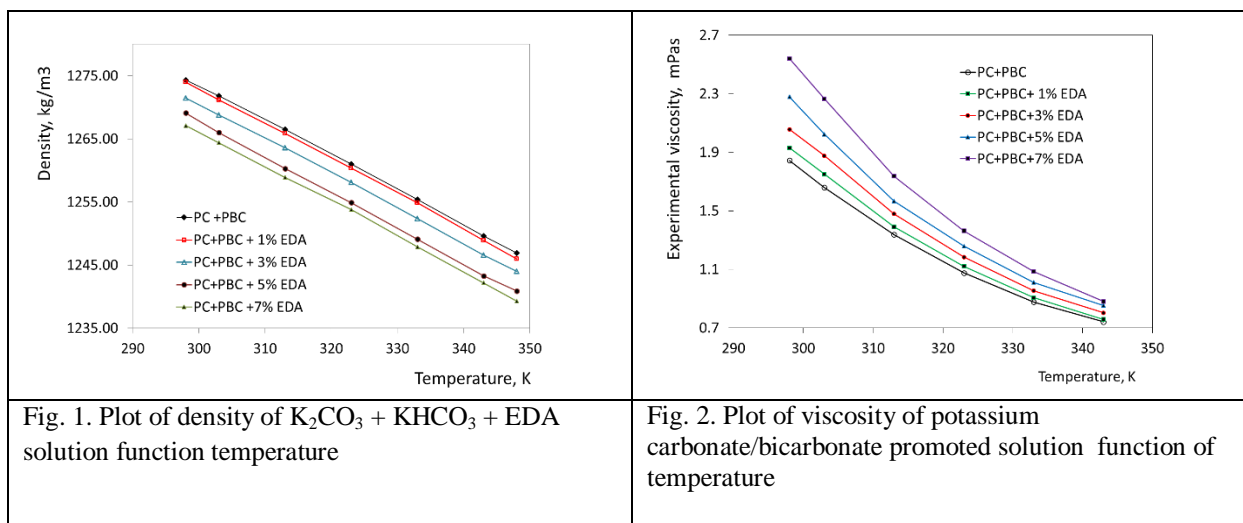 Density, kg/m3
1275.00
1265.00
1255.00
1245.00
1235.00
PC +PBC
PC+PBC + 1% EDA
PC+PBC + 3% EDA
PC+PBC + 5% EDA
PC+PBC +7% EDA
290 300 310 320 330 340 350
Temperature, K
Fig. 1. Plot of density of K₂CO₃ + KHCO₃ + EDA
solution function temperature
Experimental viscosity, mPas
2.7
2.3
1.9
1.5
1.1
0.7
PC+PBC
PC+PBC+ 1% EDA
PC+PBC+3% EDA
PC+PBC+5% EDA
PC+PBC+7% EDA
290 300 310 320 330 340 350
Temperature, K
Fig. 2. Plot of viscosity of potassium
carbonate/bicarbonate promoted solution function of
temperature